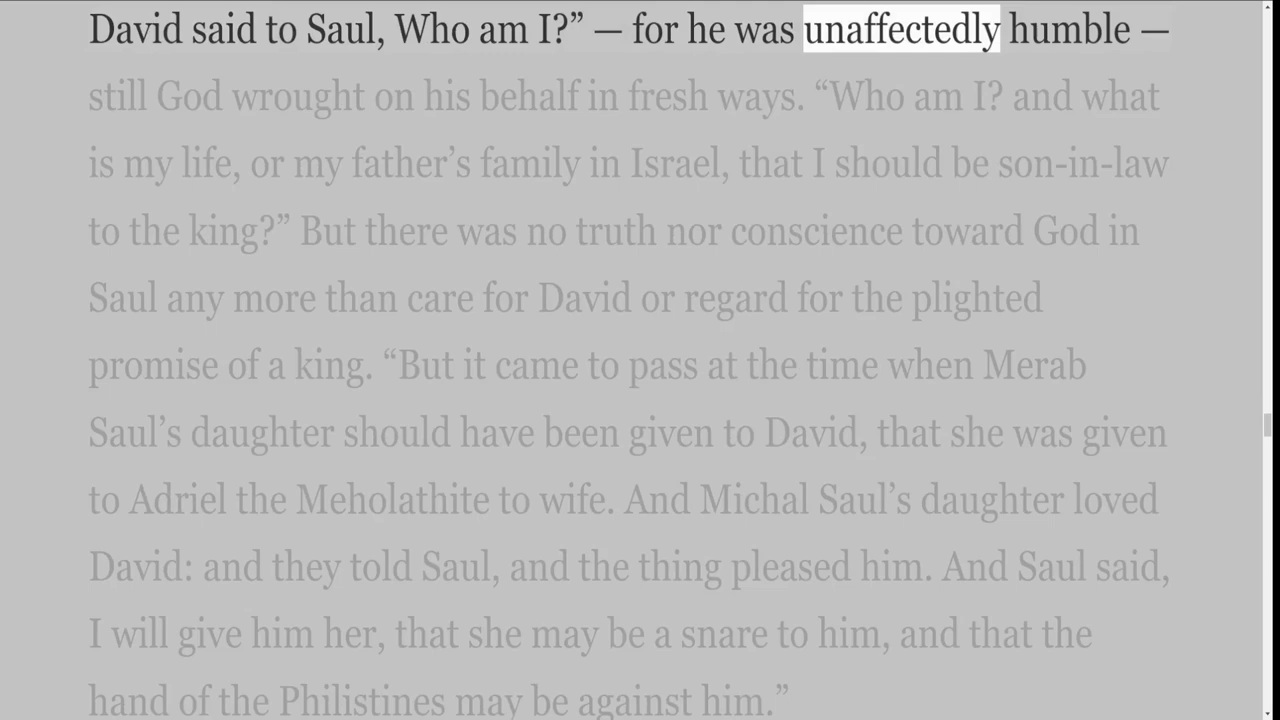 David said to Saul, Who am I?” — for he was unaffectedly humble —
still God wrought on his behalf in fresh ways. “Who am I? and what
is my life, or my father’s family in Israel, that I should be son-in-law
to the king?” But there was no truth nor conscience toward God in
Saul any more than care for David or regard for the plighted
promise of a king. “But it came to pass at the time when Merab
Saul’s daughter should have been given to David, that she was given
to Adriel the Meholathite to wife. And Michal Saul’s daughter loved
David: and they told Saul, and the thing pleased him. And Saul said,
I will give him her, that she may be a snare to him, and that the
hand of the Philistines may be against him.”